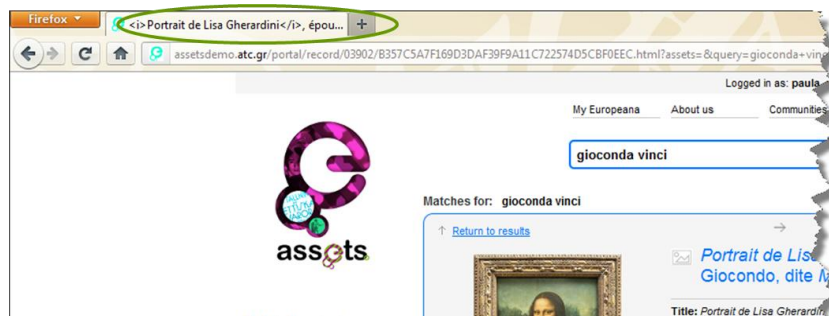 Firefox
<i>Portrait de Lisa Gherardini</i>, épou...
assetsdemo.atc.gr/portal/record/03902/B357C5A7F169D3DAF39F9A11C722574D5CBF0EEC.html?assets=&query=gioconda+vin
Logged in as: paula
My Europeana About us Communities
gioconda vinci
Matches for: gioconda vinci
Return to results
assets
Portrait de Lis
Giocondo, dite
Title: Portrait de Lisa Gherardin